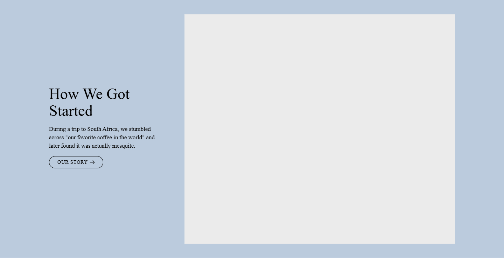 How We Got
Started
During a trip to South Africa, we stumbled
across "our favorite coffee in the world" and
later found it was actually mesquite.
OUR STORY →